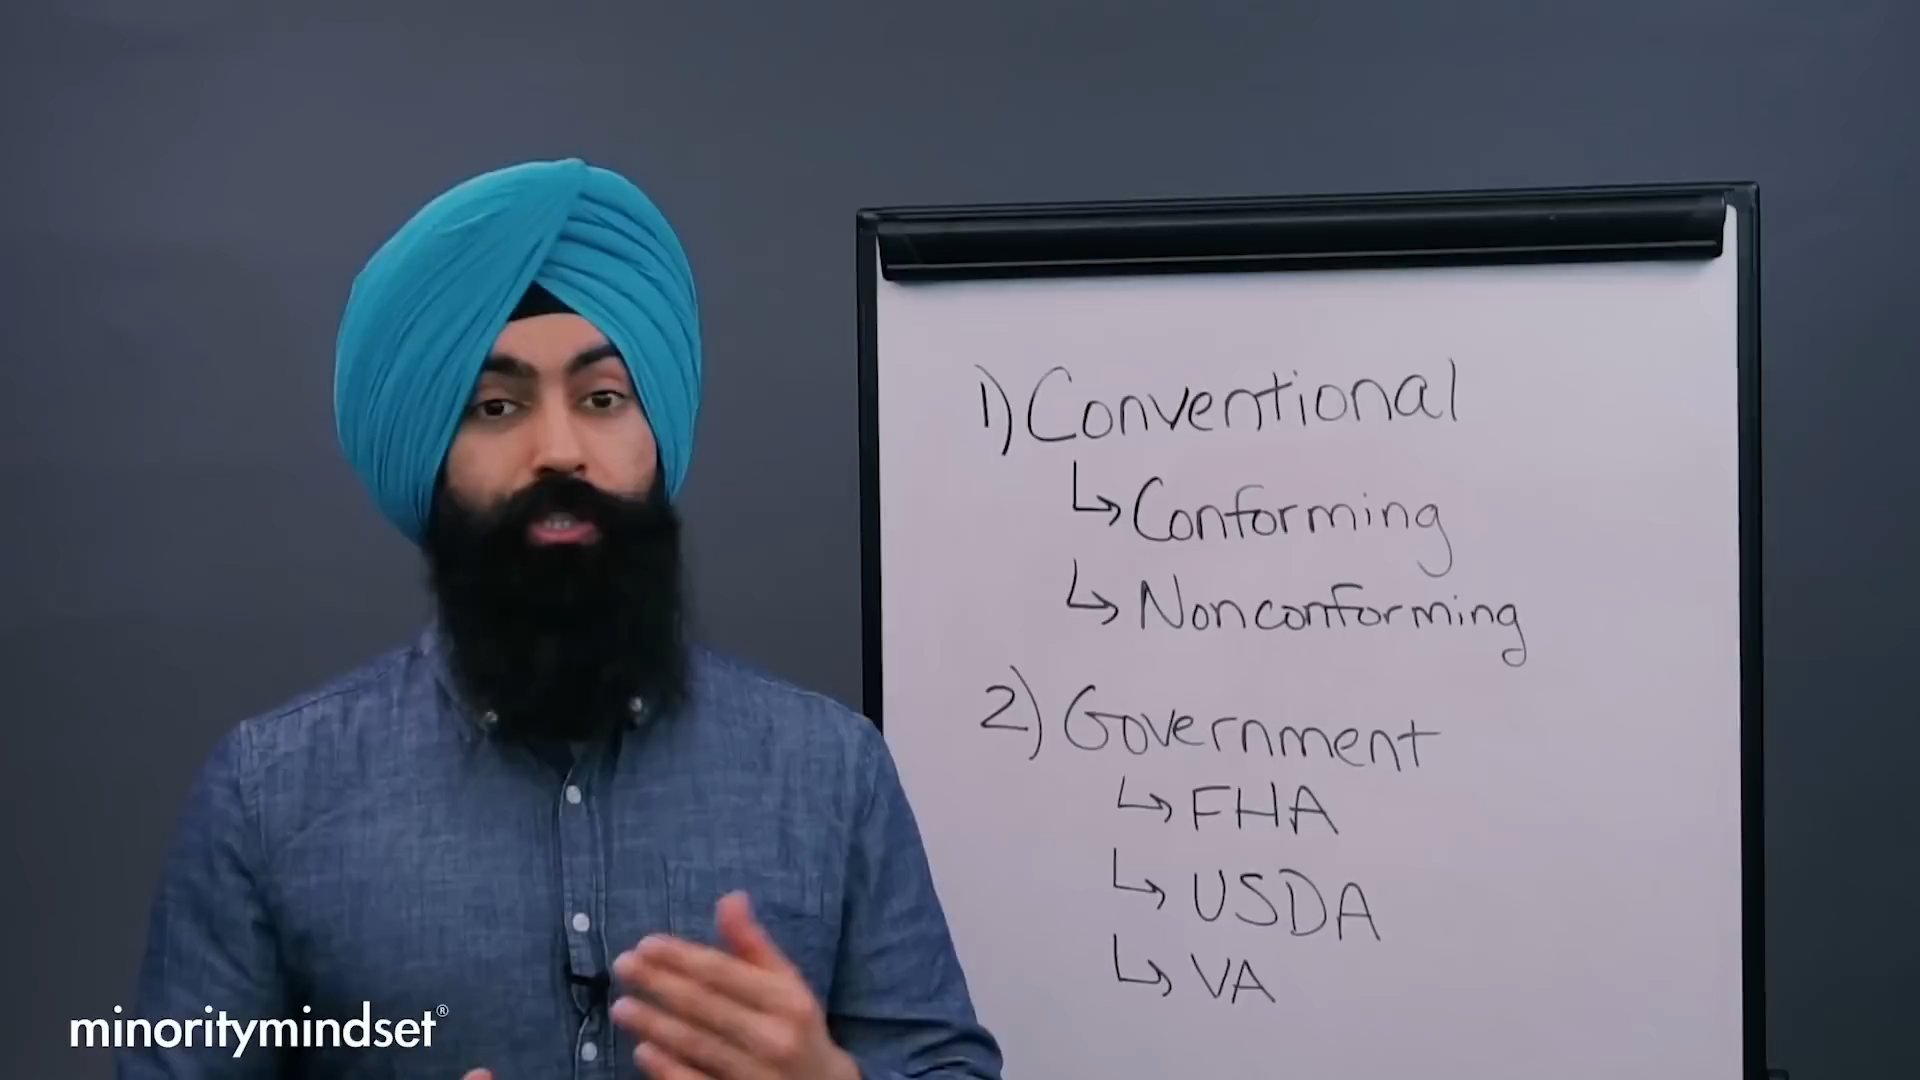 1) Conventional
↳ Conforming
↳ Nonconforming
2) Government
↳ FHA
↳ USDA
↳ VA
minoritymindset®